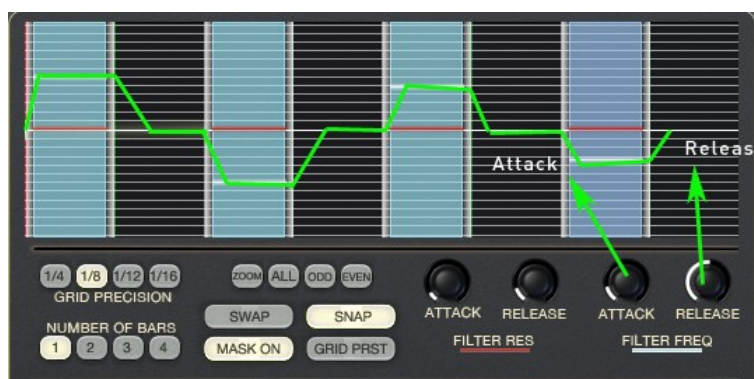 Attack
Releas
1/4 1/8 1/12 1/16
GRID PRECISION
NUMBER OF BARS
1 2 3 4
ZOOM ALL ODD EVEN
SWAP SNAP
MASK ON GRID PRST
ATTACK RELEASE
FILTER RES
ATTACK RELEASE
FILTER FREQ